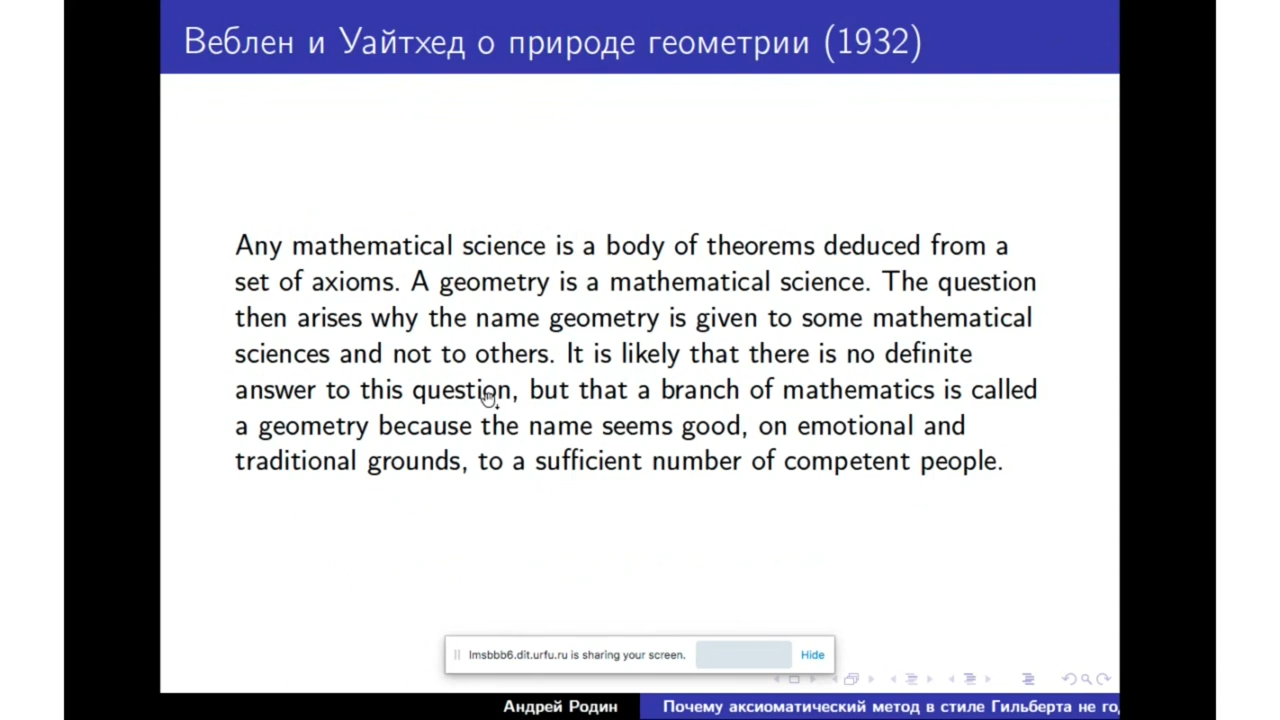 Веблен и Уайтхед о природе геометрии (1932)
Any mathematical science is a body of theorems deduced from a
set of axioms. A geometry is a mathematical science. The question
then arises why the name geometry is given to some mathematical
sciences and not to others. It is likely that there is no definite
answer to this question, but that a branch of mathematics is called
a geometry because the name seems good, on emotional and
traditional grounds, to a sufficient number of competent people.
lmsbbb6.dit.urfu.ru is sharing your screen. Hide
Андрей Родин Почему аксиоматический метод в стиле Гильберта не го